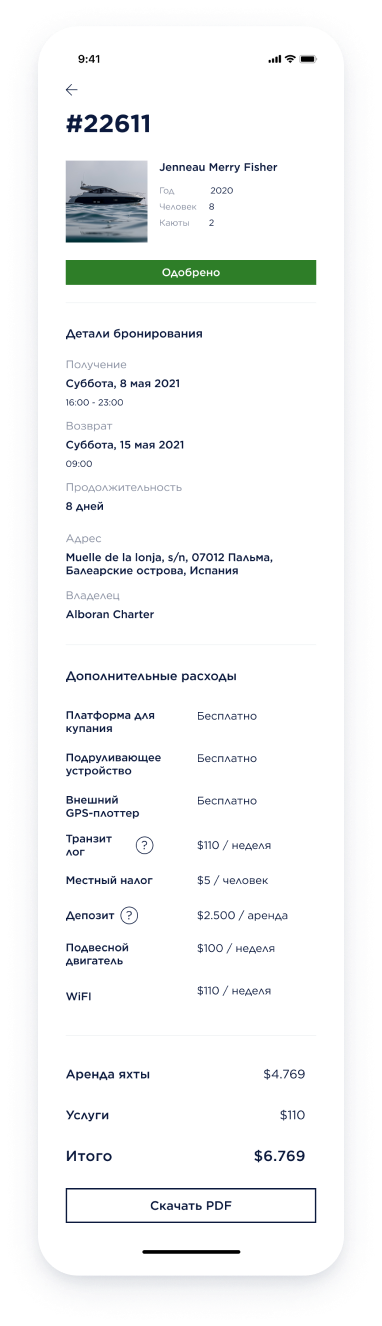 9:41
#22611
Jenneau Merry Fisher
Год 2020
Человек 8
Каюты 2
Одобрено
Детали бронирования
Получение
Суббота, 8 мая 2021
16:00 - 23:00
Возврат
Суббота, 15 мая 2021
09:00
Продолжительность
8 дней
Адрес
Muelle de la lonja, s/n, 07012 Пальма,
Балеарские острова, Испания
Владелец
Alboran Charter
Дополнительные расходы
Платформа для
купания
Бесплатно
Подруливающее
устройство
Бесплатно
Внешний
GPS-плоттер
Бесплатно
Транзит
лог
? $110 / неделя
Местный налог $5 / человек
Депозит ? $2.500 / аренда
Подвесной
двигатель
$100 / неделя
WiFI $110 / неделя
Аренда яхты $4.769
Услуги $110
Итого $6.769
Скачать PDF